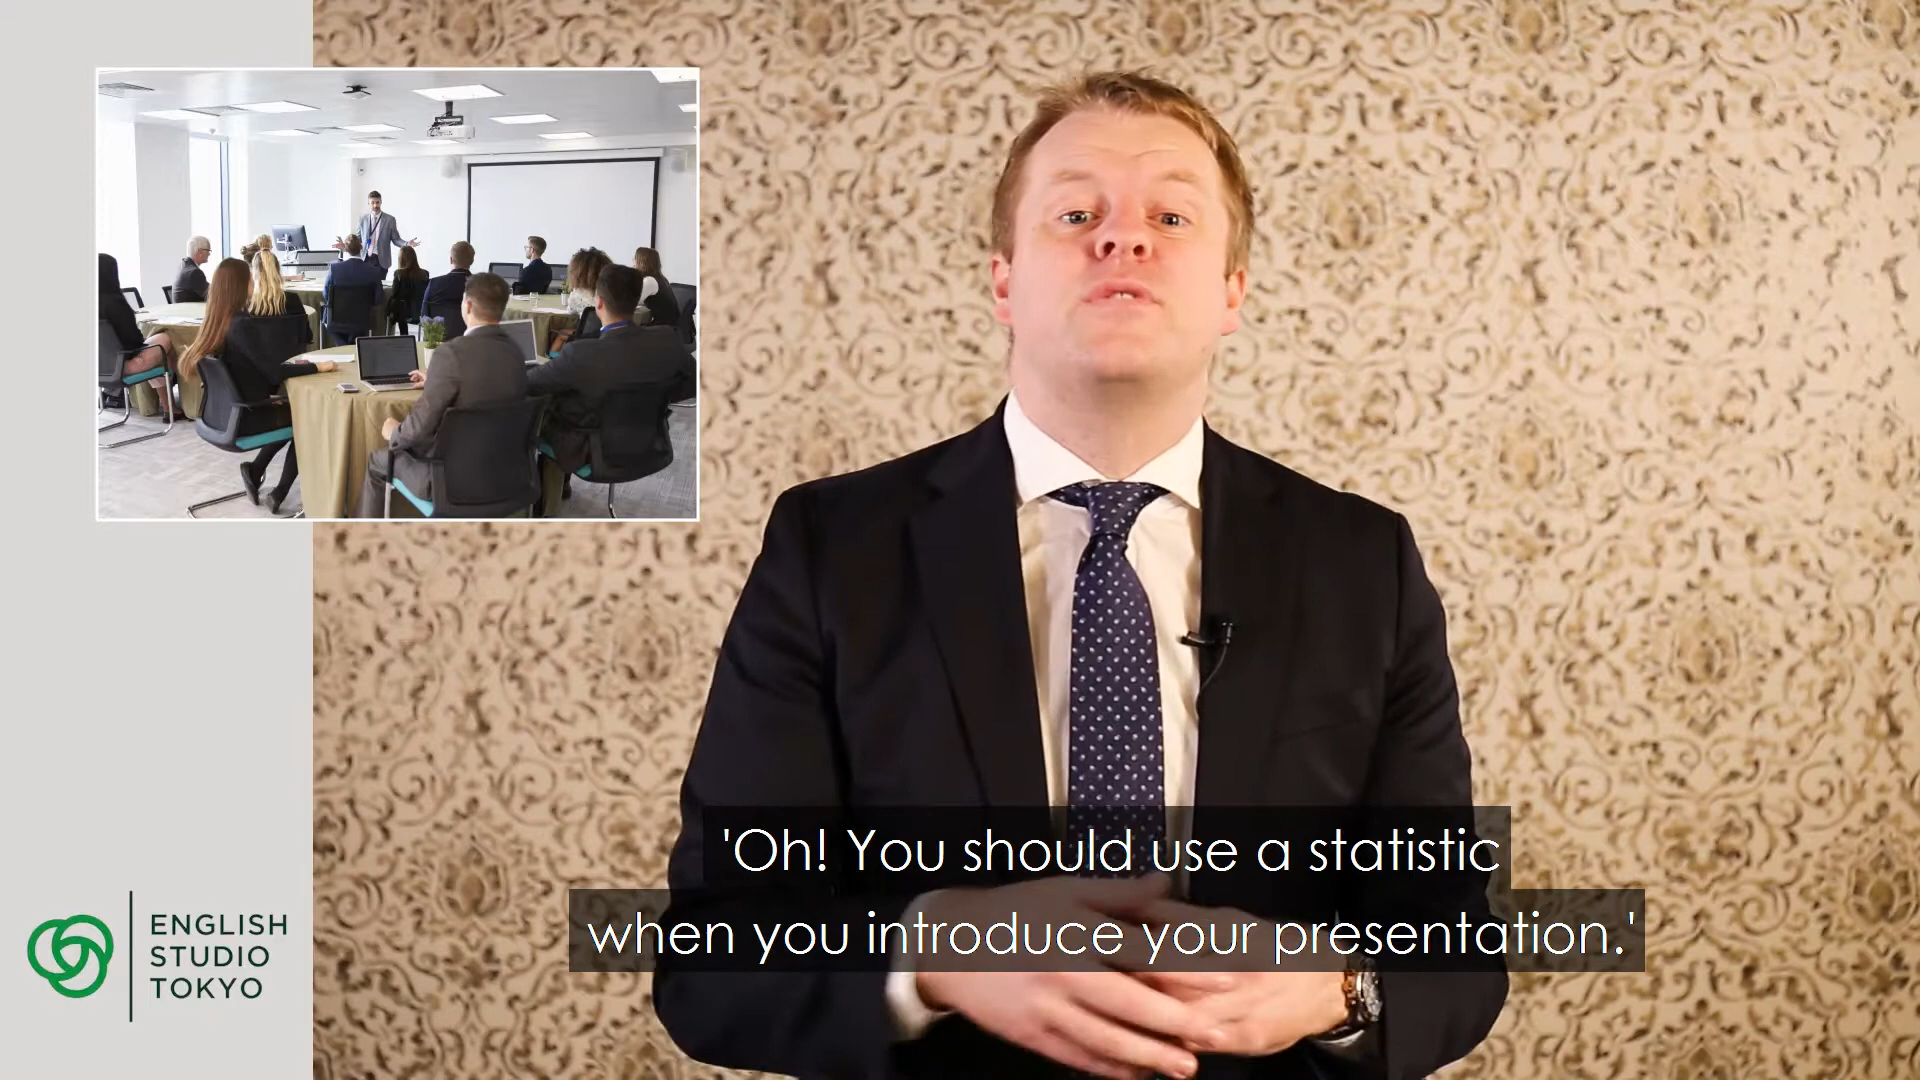 'Oh! You should use a statistic
when you introduce your presentation.'
ENGLISH
STUDIO
TOKYO